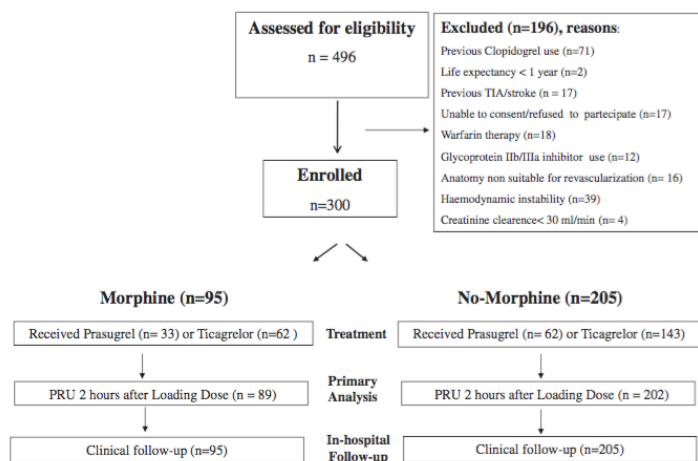 Assessed for eligibility
n = 496
Excluded (n=196), reasons:
Previous Clopidogrel use (n=71)
Life expectancy < 1 year (n=2)
Previous TIA/stroke (n = 17)
Unable to consent/refused to partecipate (n=17)
Warfarin therapy (n=18)
Glycoprotein IIb/IIIa inhibitor use (n=12)
Anatomy non suitable for revascularization (n= 16)
Haemodynamic instability (n=39)
Creatinine clearence< 30 ml/min (n= 4)
Enrolled
n=300
Morphine (n=95)
No-Morphine (n=205)
Received Prasugrel (n= 33) or Ticagrelor (n=62 )
Treatment
Received Prasugrel (n= 62) or Ticagrelor (n=143)
PRU 2 hours after Loading Dose (n = 89)
Primary
Analysis
PRU 2 hours after Loading Dose (n = 202)
Clinical follow-up (n=95)
In-hospital
Follow-up
Clinical follow-up (n=205)